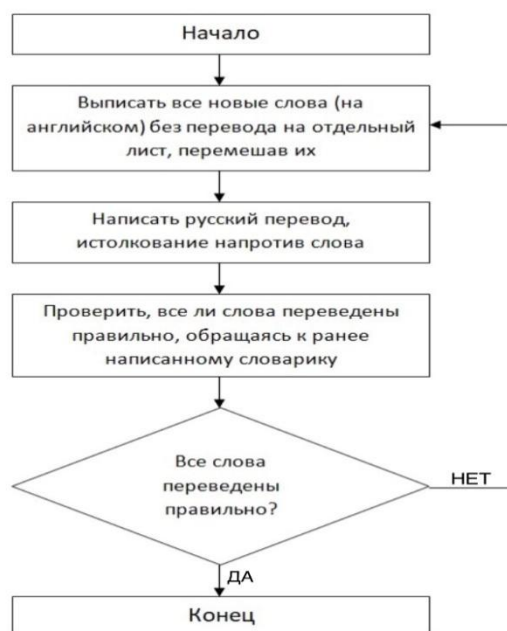 Начало
Выписать все новые слова (на
английском) без перевода на отдельный
лист, перемешав их
Написать русский перевод,
истолкование напротив слова
Проверить, все ли слова переведены
правильно, обращаясь к ранее
написанному словарику
Все слова
переведены
правильно?
НЕТ
ДА
Конец